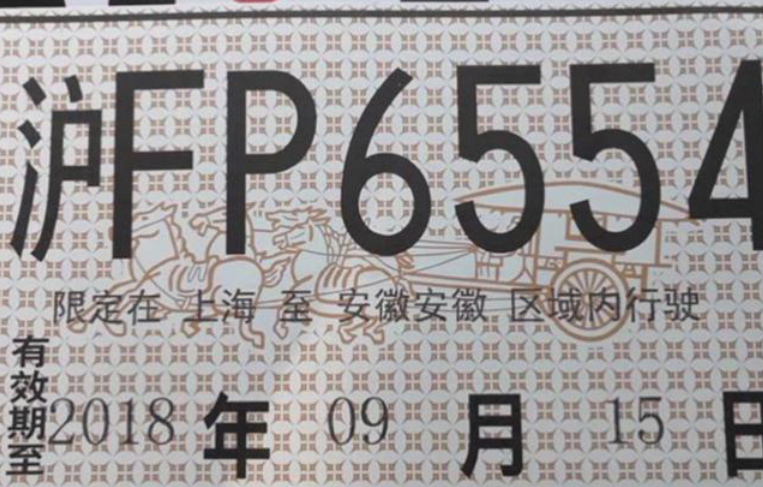 沪FP6554
限定在 上海 至 安徽安徽 区域内行驶
有效期至 2018 年 09 月 15 日